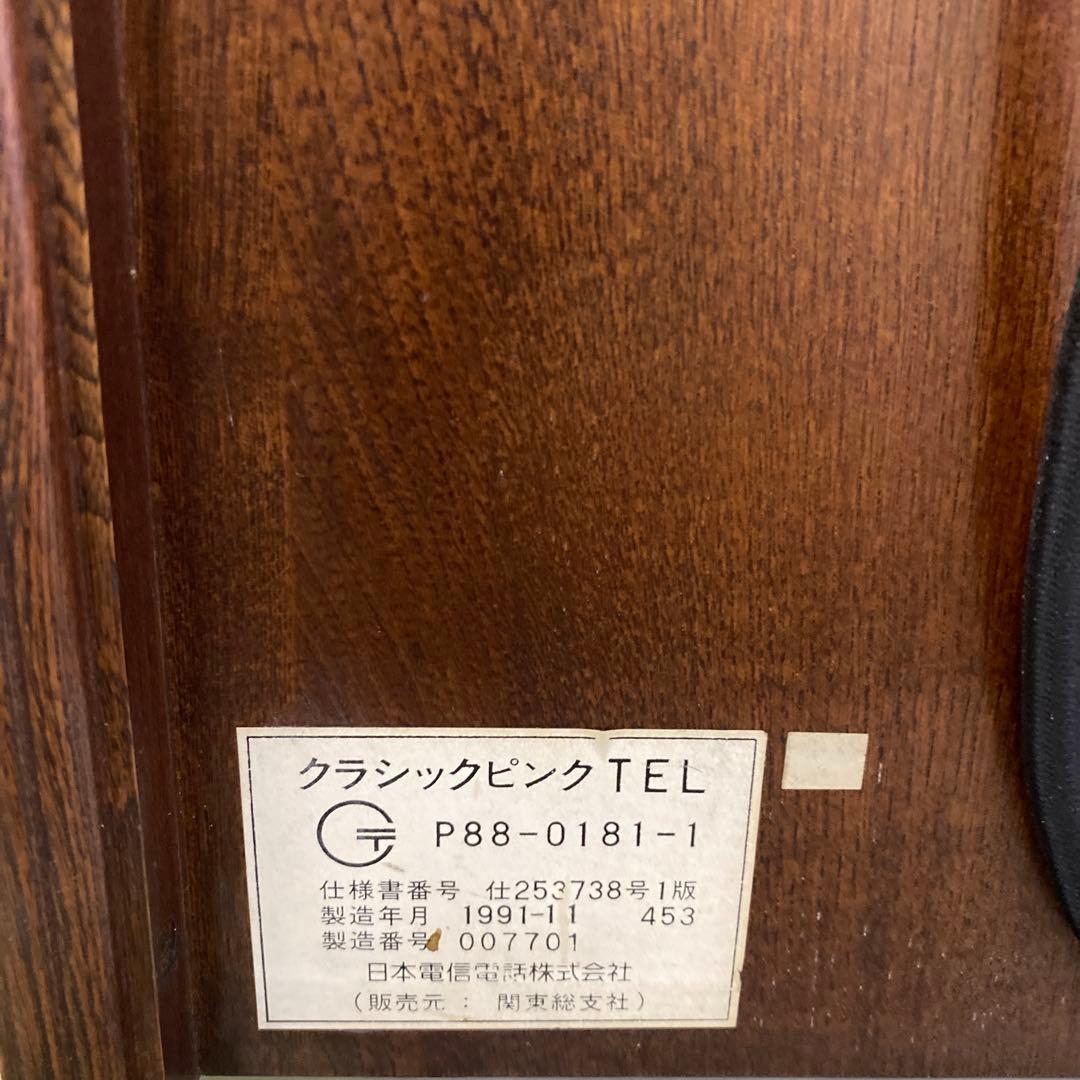 クラシックピンクTEL
P88-0181-1
仕様書番号 仕253738号1版
製造年月 1991-11 453
製造番号 007701
日本電信電話株式会社
(販売元: 関東総支社)